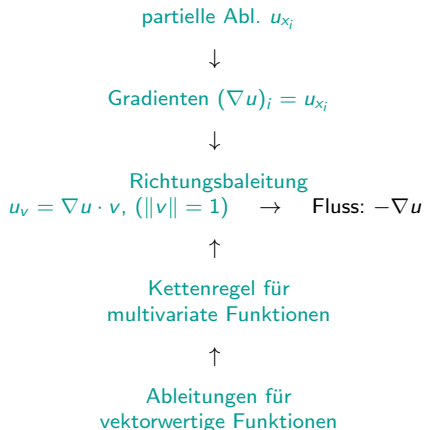 partielle Abl. u_{x_i}
↓
Gradienten (∇u)_i = u_{x_i}
↓
Richtungsbaleitung
u_v = ∇u · v, (‖v‖ = 1) → Fluss: −∇u
↑
Kettenregel für
multivariate Funktionen
↑
Ableitungen für
vektorwertige Funktionen